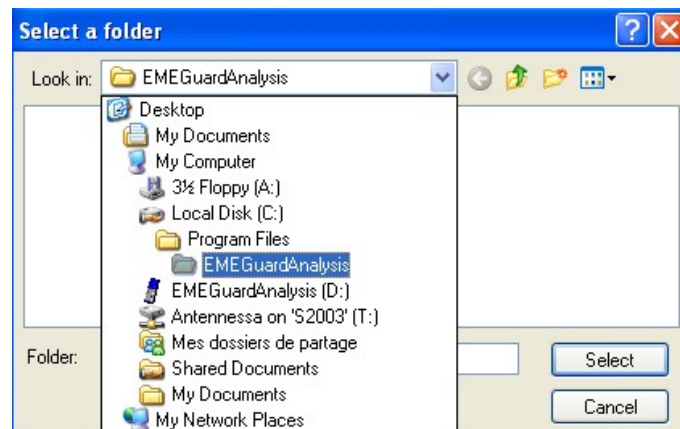 Select a folder
Look in: EMEGuardAnalysis
Desktop
My Documents
My Computer
3½ Floppy (A:)
Local Disk (C:)
Program Files
EMEGuardAnalysis
EMEGuardAnalysis (D:)
Antennessa on 'S2003' (T:)
Mes dossiers de partage
Folder:
Shared Documents
Select
My Documents
Cancel
My Network Places